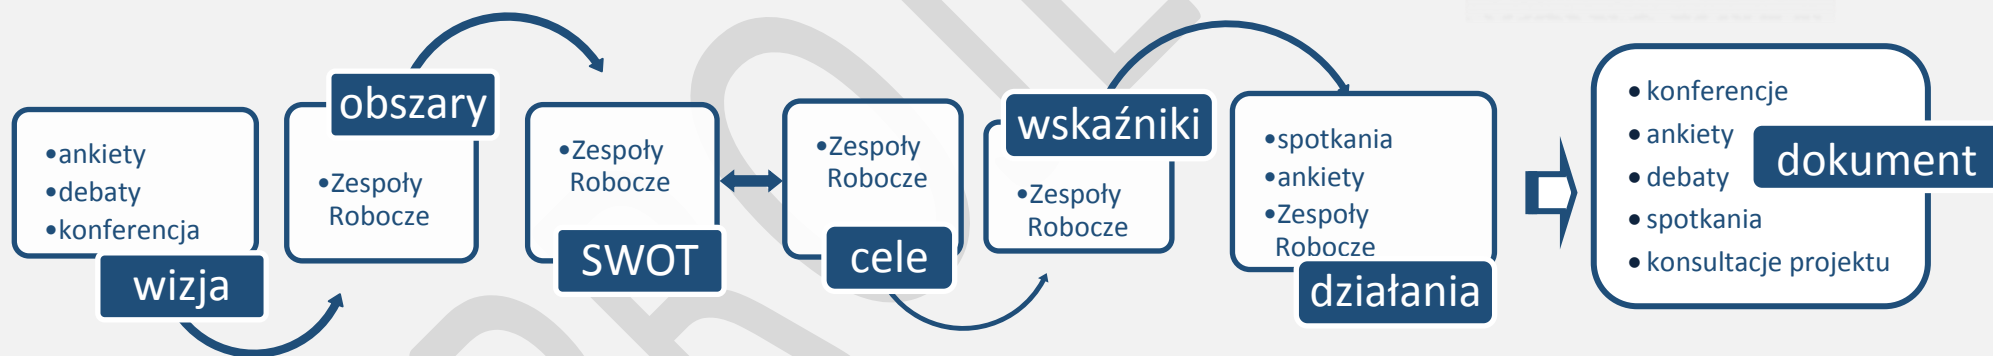 •ankiety
•debaty
•konferencja
wizja
obszary
•Zespoły
Robocze
•Zespoły
Robocze
SWOT
•Zespoły
Robocze
cele
wskaźniki
•Zespoły
Robocze
•spotkania
•ankiety
•Zespoły
Robocze
działania
•konferencje
•ankiety
•debaty
•spotkania
•konsultacje projektu
dokument